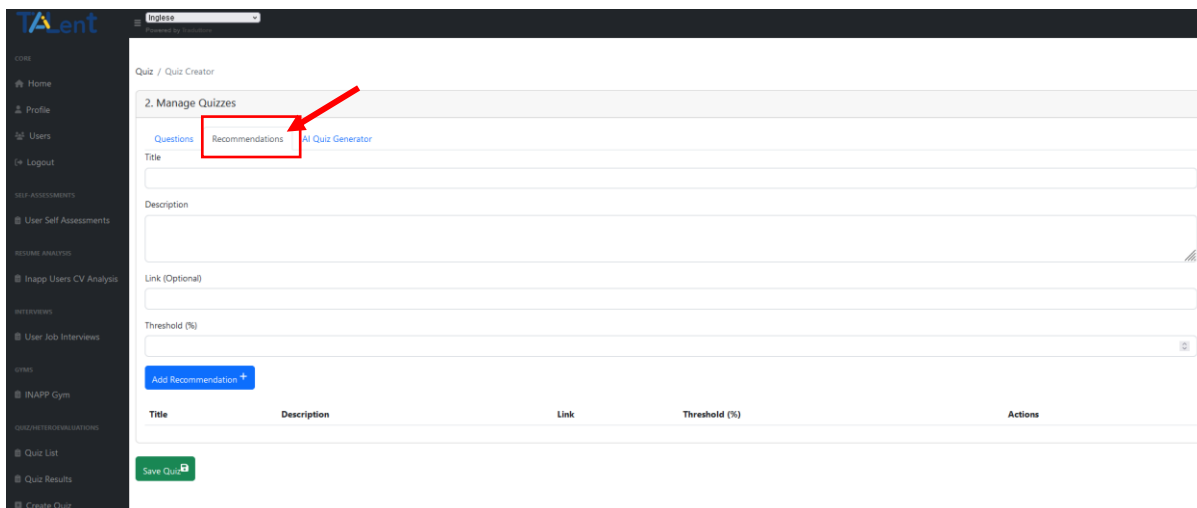 TALent
Inglese
Powered by
CORE
Home
Profile
Users
Logout
SELF-ASSESSMENTS
User Self Assessments
RESUME ANALYSIS
Inapp Users CV Analysis
INTERVIEWS
User Job Interviews
GYMS
INAPP Gym
QUIZ/HETEROEVALUATIONS
Quiz List
Quiz Results
Create Quiz
Quiz / Quiz Creator
2. Manage Quizzes
Questions Recommendations AI Quiz Generator
Title
Description
Link (Optional)
Threshold (%)
Add Recommendation +
Title Description Link Threshold (%) Actions
Save Quiz